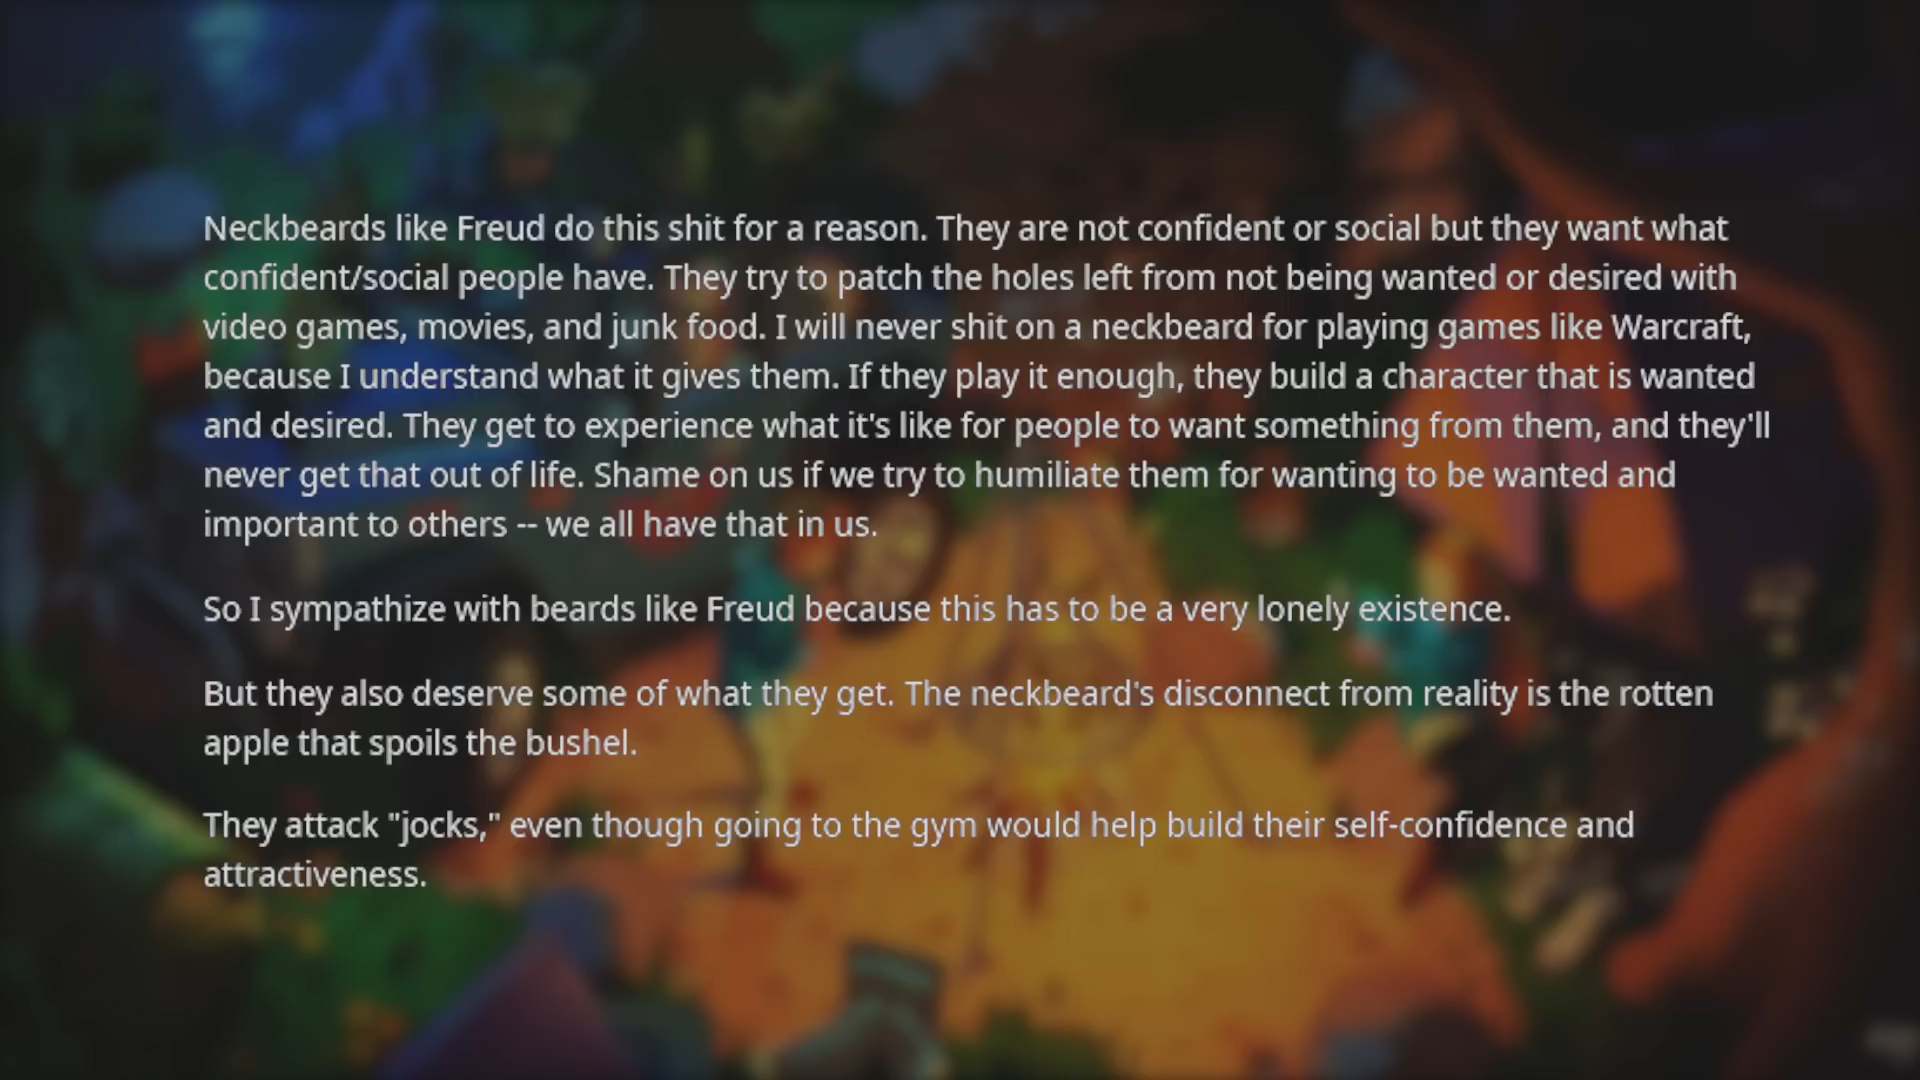 Neckbeards like Freud do this shit for a reason. They are not confident or social but they want what
confident/social people have. They try to patch the holes left from not being wanted or desired with
video games, movies, and junk food. I will never shit on a neckbeard for playing games like Warcraft,
because I understand what it gives them. If they play it enough, they build a character that is wanted
and desired. They get to experience what it's like for people to want something from them, and they'll
never get that out of life. Shame on us if we try to humiliate them for wanting to be wanted and
important to others -- we all have that in us.
So I sympathize with beards like Freud because this has to be a very lonely existence.
But they also deserve some of what they get. The neckbeard's disconnect from reality is the rotten
apple that spoils the bushel.
They attack "jocks," even though going to the gym would help build their self-confidence and
attractiveness.